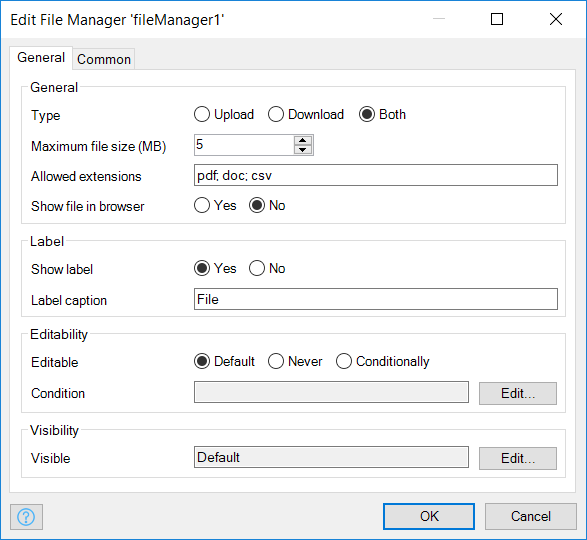 Edit File Manager 'fileManager1'
General Common
General
Type Upload Download Both
Maximum file size (MB) 5
Allowed extensions pdf; doc; csv
Show file in browser Yes No
Label
Show label Yes No
Label caption File
Editability
Editable Default Never Conditionally
Condition Edit...
Visibility
Visible Default Edit...
? OK Cancel